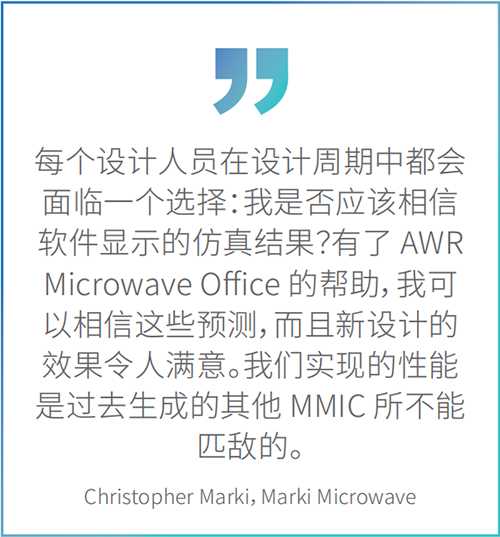 每个设计人员在设计周期中都会
面临一个选择：我是否应该相信
软件显示的仿真结果？有了 AWR
Microwave Office 的帮助，我可
以相信这些预测，而且新设计的
效果令人满意。我们实现的性能
是过去生成的其他 MMIC 所不能
匹敌的。
Christopher Marki, Marki Microwave